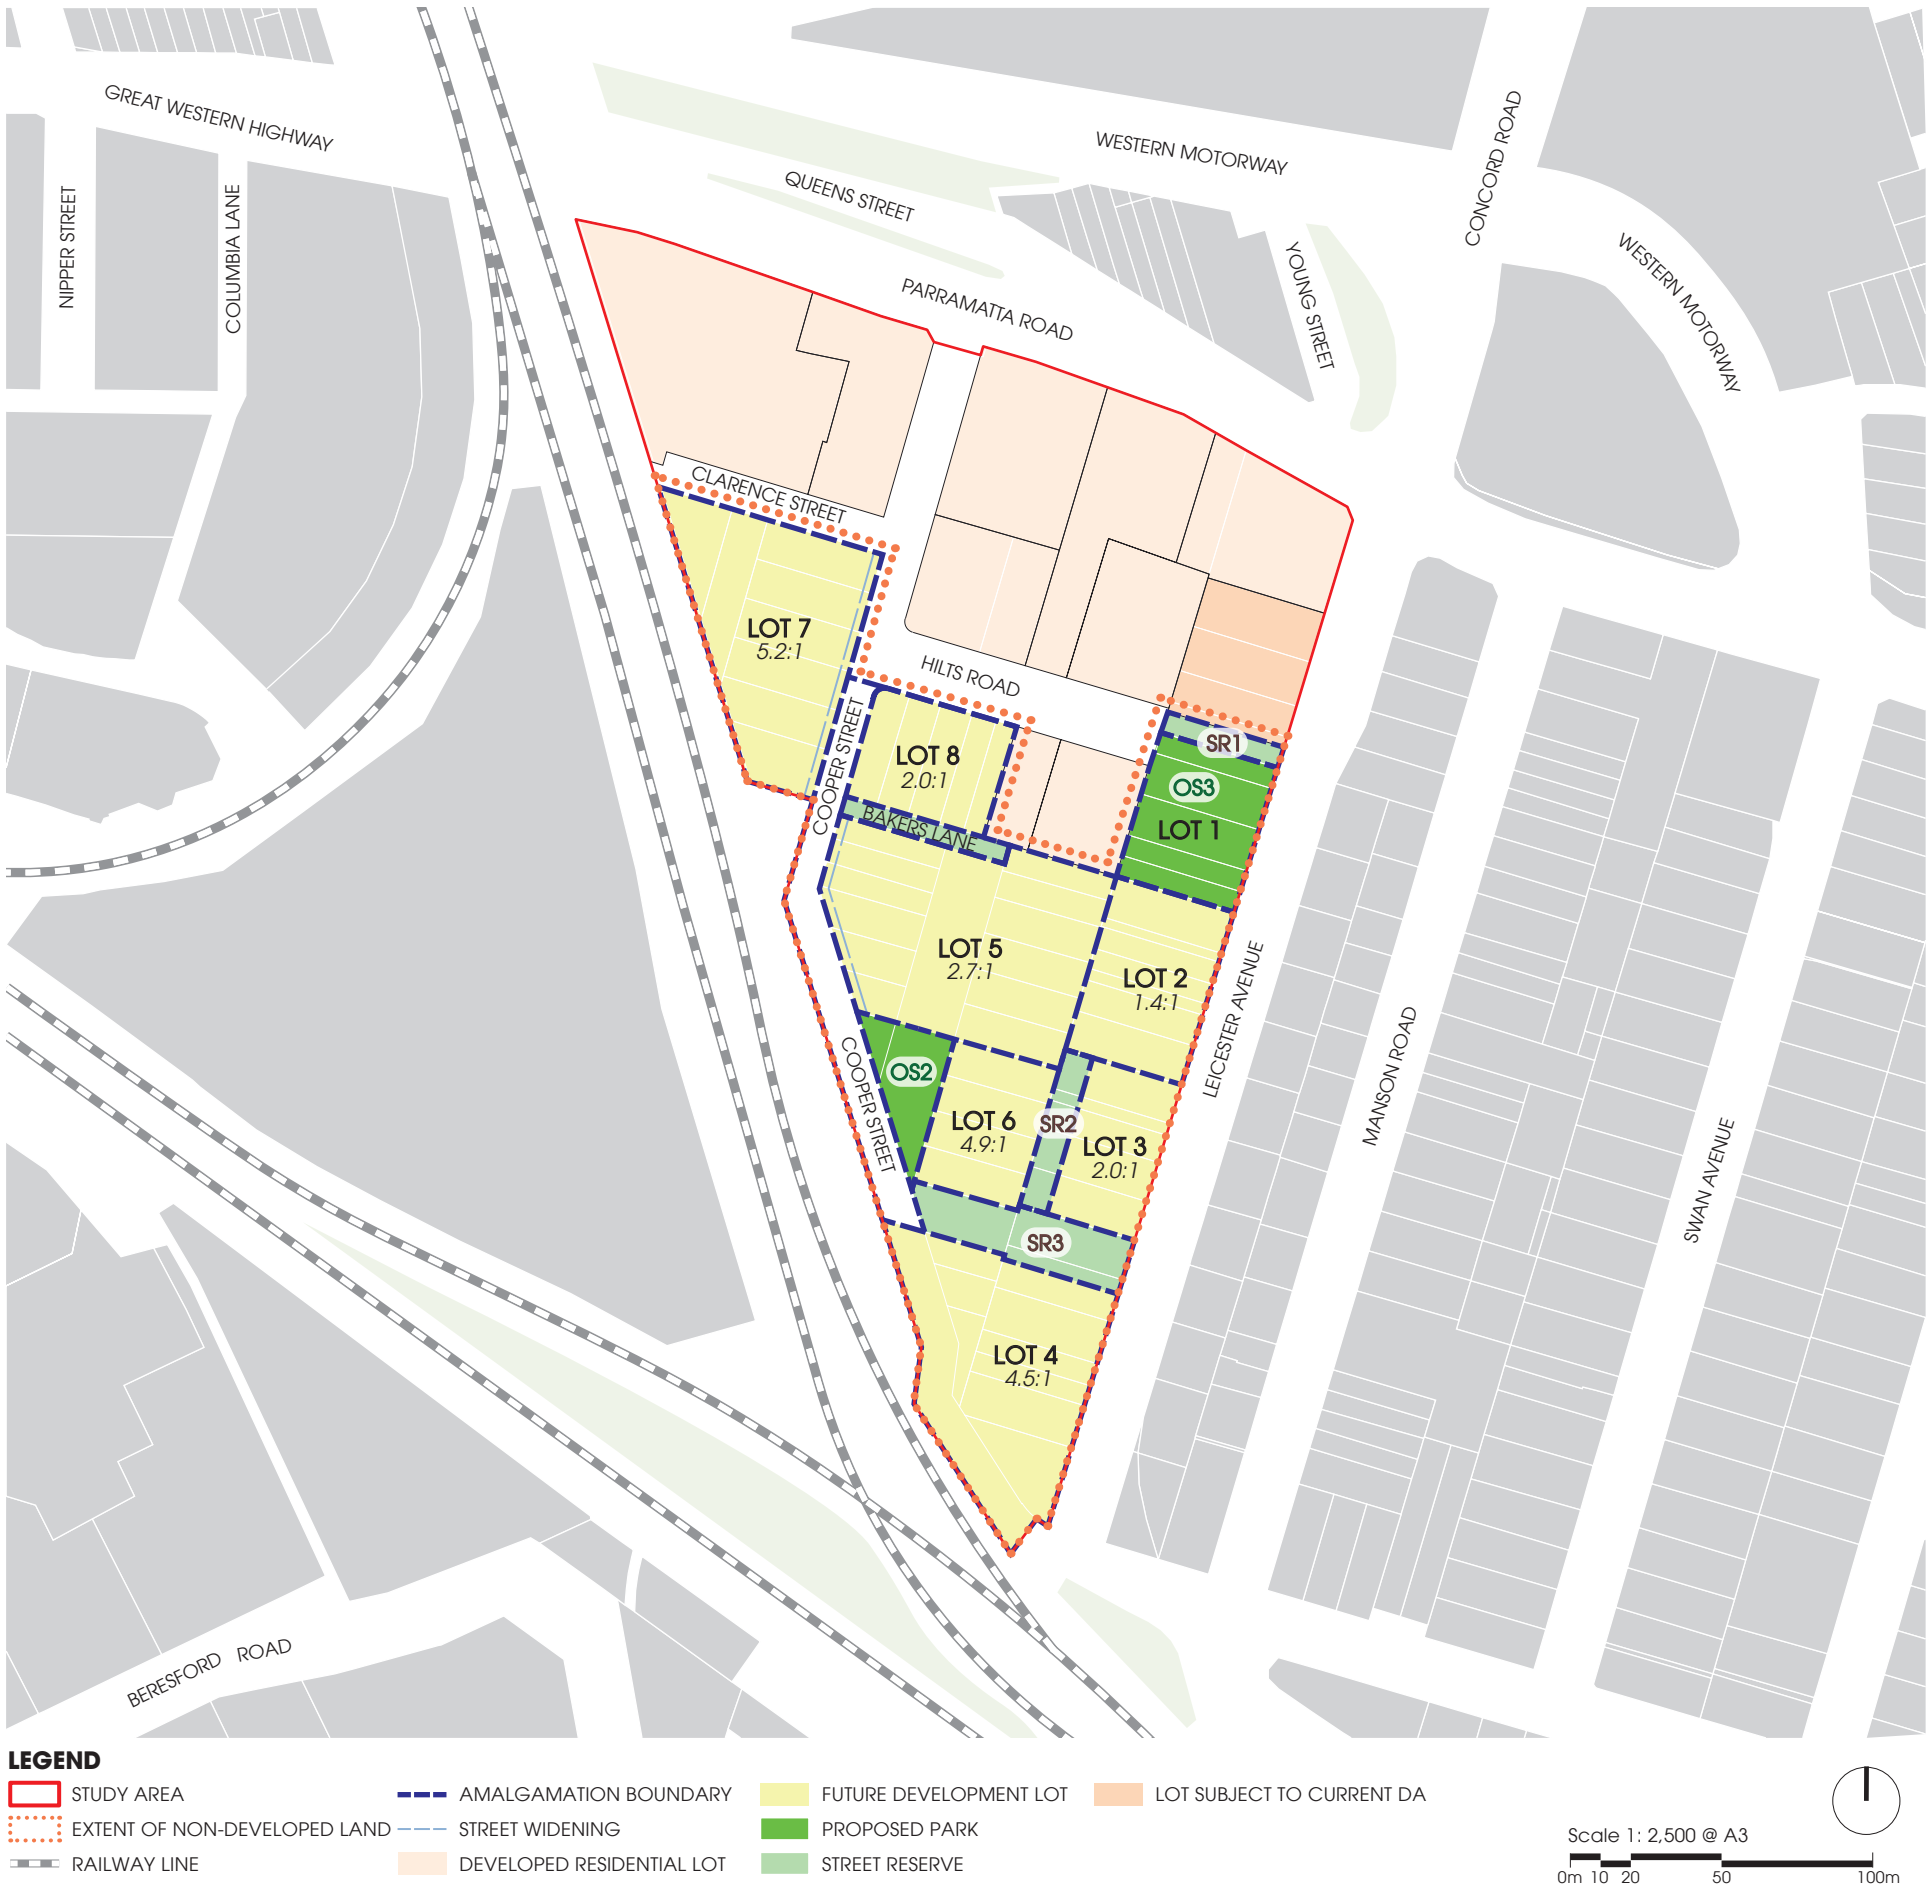 GREAT WESTERN HIGHWAY
NIPPER STREET
COLUMBIA LANE
QUEENS STREET
WESTERN MOTORWAY
CONCORD ROAD
YOUNG STREET
WESTERN MOTORWAY
PARRAMATTA ROAD
CLARENCE STREET
LOT 7
5.2:1
HILTS ROAD
COOPER STREET
LOT 8
2.0:1
BAKERS LANE
SR1
OS3
LOT 1
LOT 5
2.7:1
LOT 2
1.4:1
LEICESTER AVENUE
MANSON ROAD
SWAN AVENUE
COOPER STREET
OS2
LOT 6
4.9:1
SR2
LOT 3
2.0:1
SR3
LOT 4
4.5:1
BERESFORD ROAD
LEGEND
STUDY AREA
EXTENT OF NON-DEVELOPED LAND
RAILWAY LINE
AMALGAMATION BOUNDARY
STREET WIDENING
DEVELOPED RESIDENTIAL LOT
FUTURE DEVELOPMENT LOT
PROPOSED PARK
STREET RESERVE
LOT SUBJECT TO CURRENT DA
Scale 1: 2,500 @ A3
0m 10 20 50 100m